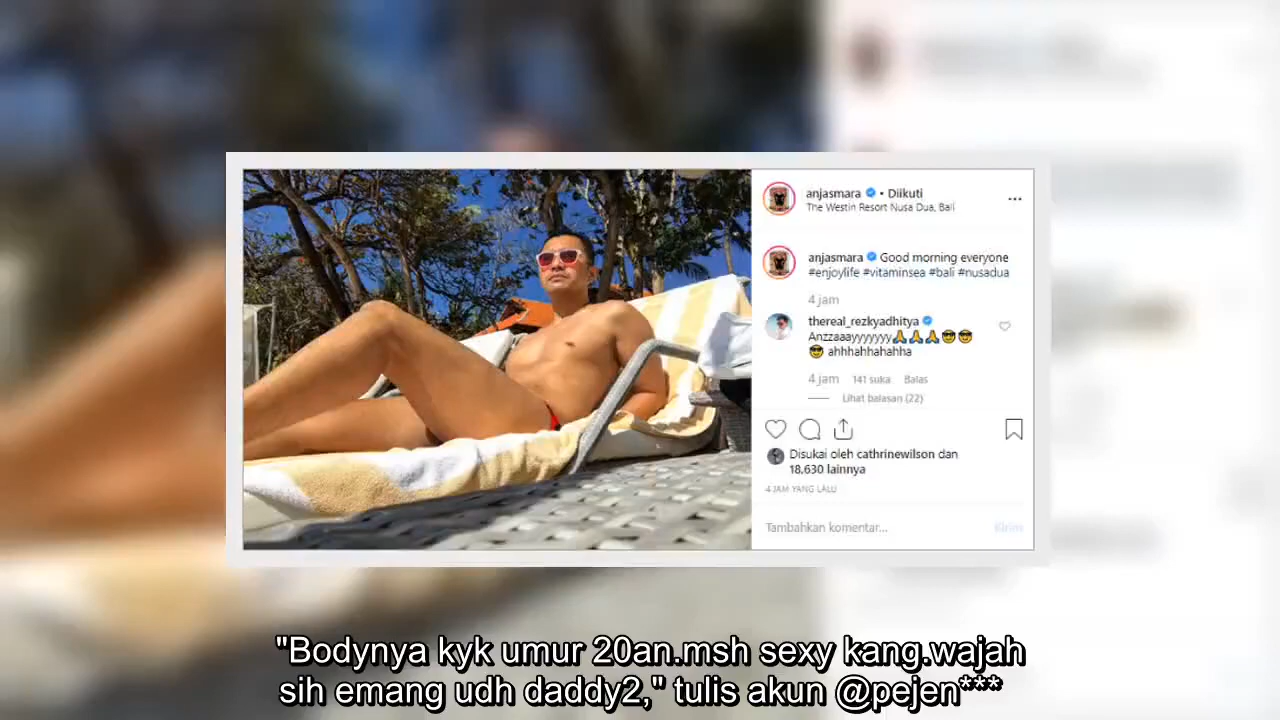 anjasmara • Diikuti
The Westin Resort Nusa Dua, Bali
anjasmara Good morning everyone
#enjoylife #vitaminsea #bali #nusadua
4 jam
thereal_rezkyadhitya
Anzzaaayyyyyyy🙏🙏🙏😎😎
😎 ahhhahhahahha
4 jam 141 suka Balas
Lihat balasan (22)
Disukai oleh cathrinewilson dan
18.630 lainnya
4 JAM YANG LALU
Tambahkan komentar... Kirim
"Bodynya kyk umur 20an.msh sexy kang.wajah
sih emang udh daddy2," tulis akun @pejen***